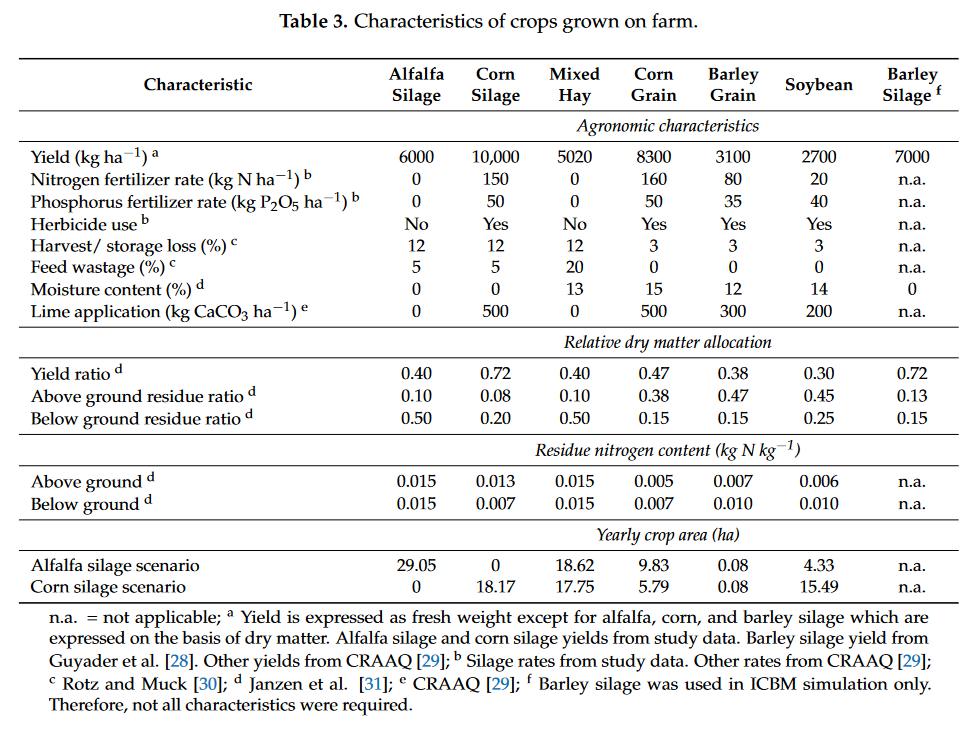 Table 3. Characteristics of crops grown on farm.
Characteristic Alfalfa Silage Corn Silage Mixed Hay Corn Grain Barley Grain Soybean Barley Silage f
Agronomic characteristics
Yield (kg ha−1) a 6000 10,000 5020 8300 3100 2700 7000
Nitrogen fertilizer rate (kg N ha−1) b 0 150 0 160 80 20 n.a.
Phosphorus fertilizer rate (kg P2O5 ha−1) b 0 50 0 50 35 40 n.a.
Herbicide use b No Yes No Yes Yes Yes n.a.
Harvest/ storage loss (%) c 12 12 12 3 3 3 n.a.
Feed wastage (%) c 5 5 20 0 0 0 n.a.
Moisture content (%) d 0 0 13 15 12 14 0
Lime application (kg CaCO3 ha−1) e 0 500 0 500 300 200 n.a.
Relative dry matter allocation
Yield ratio d 0.40 0.72 0.40 0.47 0.38 0.30 0.72
Above ground residue ratio d 0.10 0.08 0.10 0.38 0.47 0.45 0.13
Below ground residue ratio d 0.50 0.20 0.50 0.15 0.15 0.25 0.15
Residue nitrogen content (kg N kg−1)
Above ground d 0.015 0.013 0.015 0.005 0.007 0.006 n.a.
Below ground d 0.015 0.007 0.015 0.007 0.010 0.010 n.a.
Yearly crop area (ha)
Alfalfa silage scenario 29.05 0 18.62 9.83 0.08 4.33 n.a.
Corn silage scenario 0 18.17 17.75 5.79 0.08 15.49 n.a.
n.a. = not applicable; a Yield is expressed as fresh weight except for alfalfa, corn, and barley silage which are
expressed on the basis of dry matter. Alfalfa silage and corn silage yields from study data. Barley silage yield from
Guyader et al. [28]. Other yields from CRAAQ [29]; b Silage rates from study data. Other rates from CRAAQ [29];
c Rotz and Muck [30]; d Janzen et al. [31]; e CRAAQ [29]; f Barley silage was used in ICBM simulation only.
Therefore, not all characteristics were required.